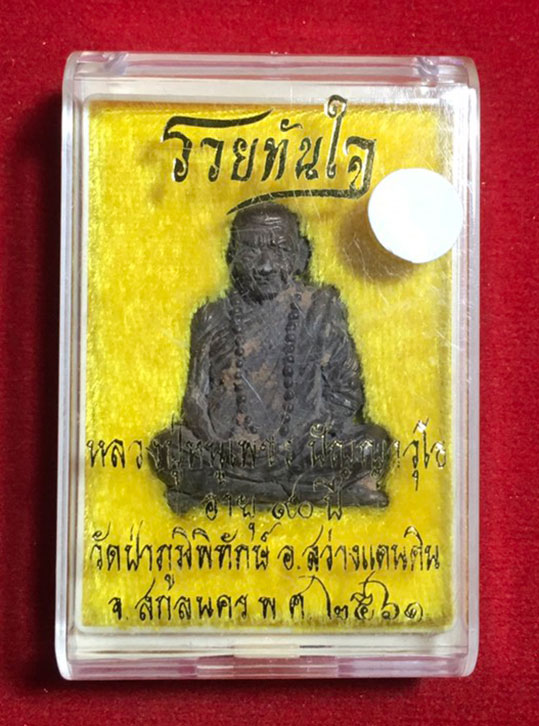 รวยทันใจ
หลวงปู่หนูเพชร ปัญญาวุโธ
อายุ ๙๐ ปี
วัดป่าภูมิพิทักษ์ อ.สว่างแดนดิน
จ.สกลนคร พ.ศ.๒๕๖๑